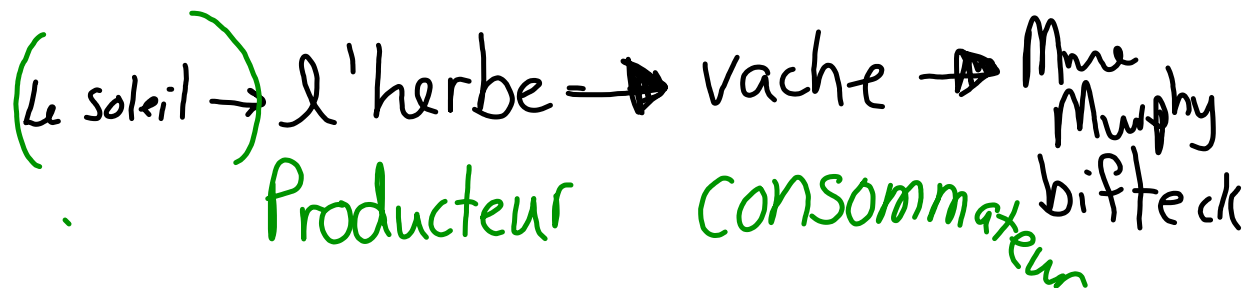 (Le soleil → l'herbe → vache → Mme
Murphy
bifteck
Producteur consommateur